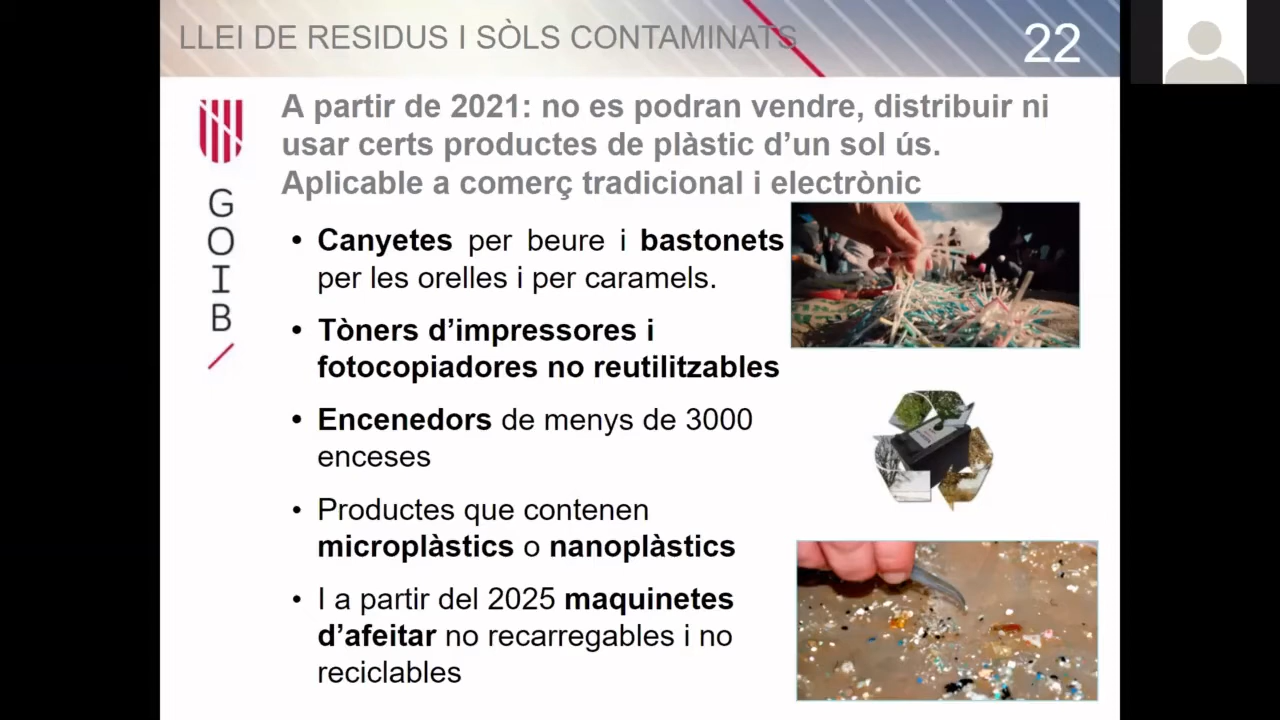 LLEI DE RESIDUS I SÒLS CONTAMINATS
22
G
O
I
B
A partir de 2021: no es podran vendre, distribuir ni
usar certs productes de plàstic d’un sol ús.
Aplicable a comerç tradicional i electrònic
• Canyetes per beure i bastonets
per les orelles i per caramels.
• Tòners d’impressores i
fotocopiadores no reutilitzables
• Encenedors de menys de 3000
enceses
• Productes que contenen
microplàstics o nanoplàstics
• I a partir del 2025 maquinetes
d’afeitar no recarregables i no
reciclables